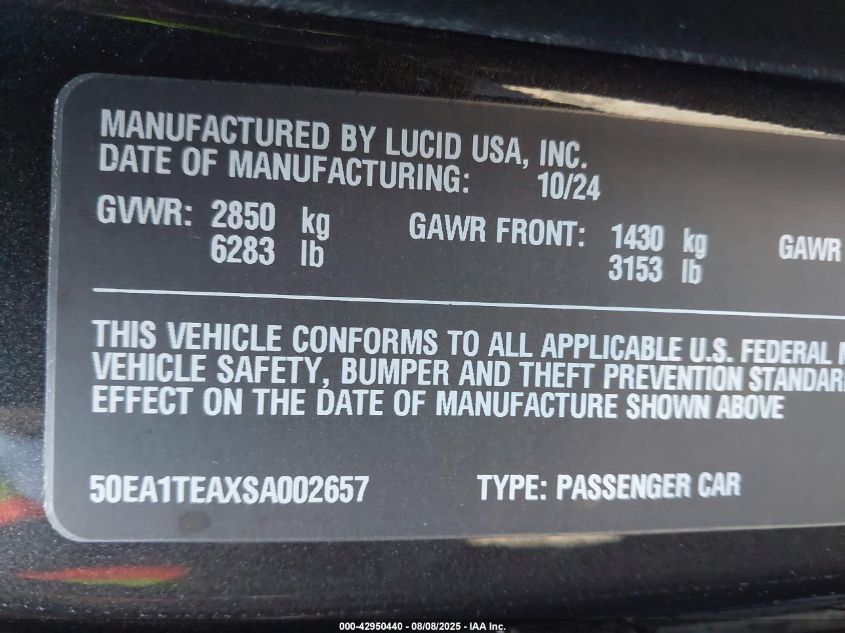 MANUFACTURED BY LUCID USA, INC.
DATE OF MANUFACTURING: 10/24
GVWR: 2850 kg GAWR FRONT: 1430 kg GAWR
6283 lb 3153 lb
THIS VEHICLE CONFORMS TO ALL APPLICABLE U.S. FEDERAL
VEHICLE SAFETY, BUMPER AND THEFT PREVENTION STANDAR
EFFECT ON THE DATE OF MANUFACTURE SHOWN ABOVE
50EA1TEAXSA002657 TYPE: PASSENGER CAR
000-42950440 - 08/08/2025 - IAA Inc.